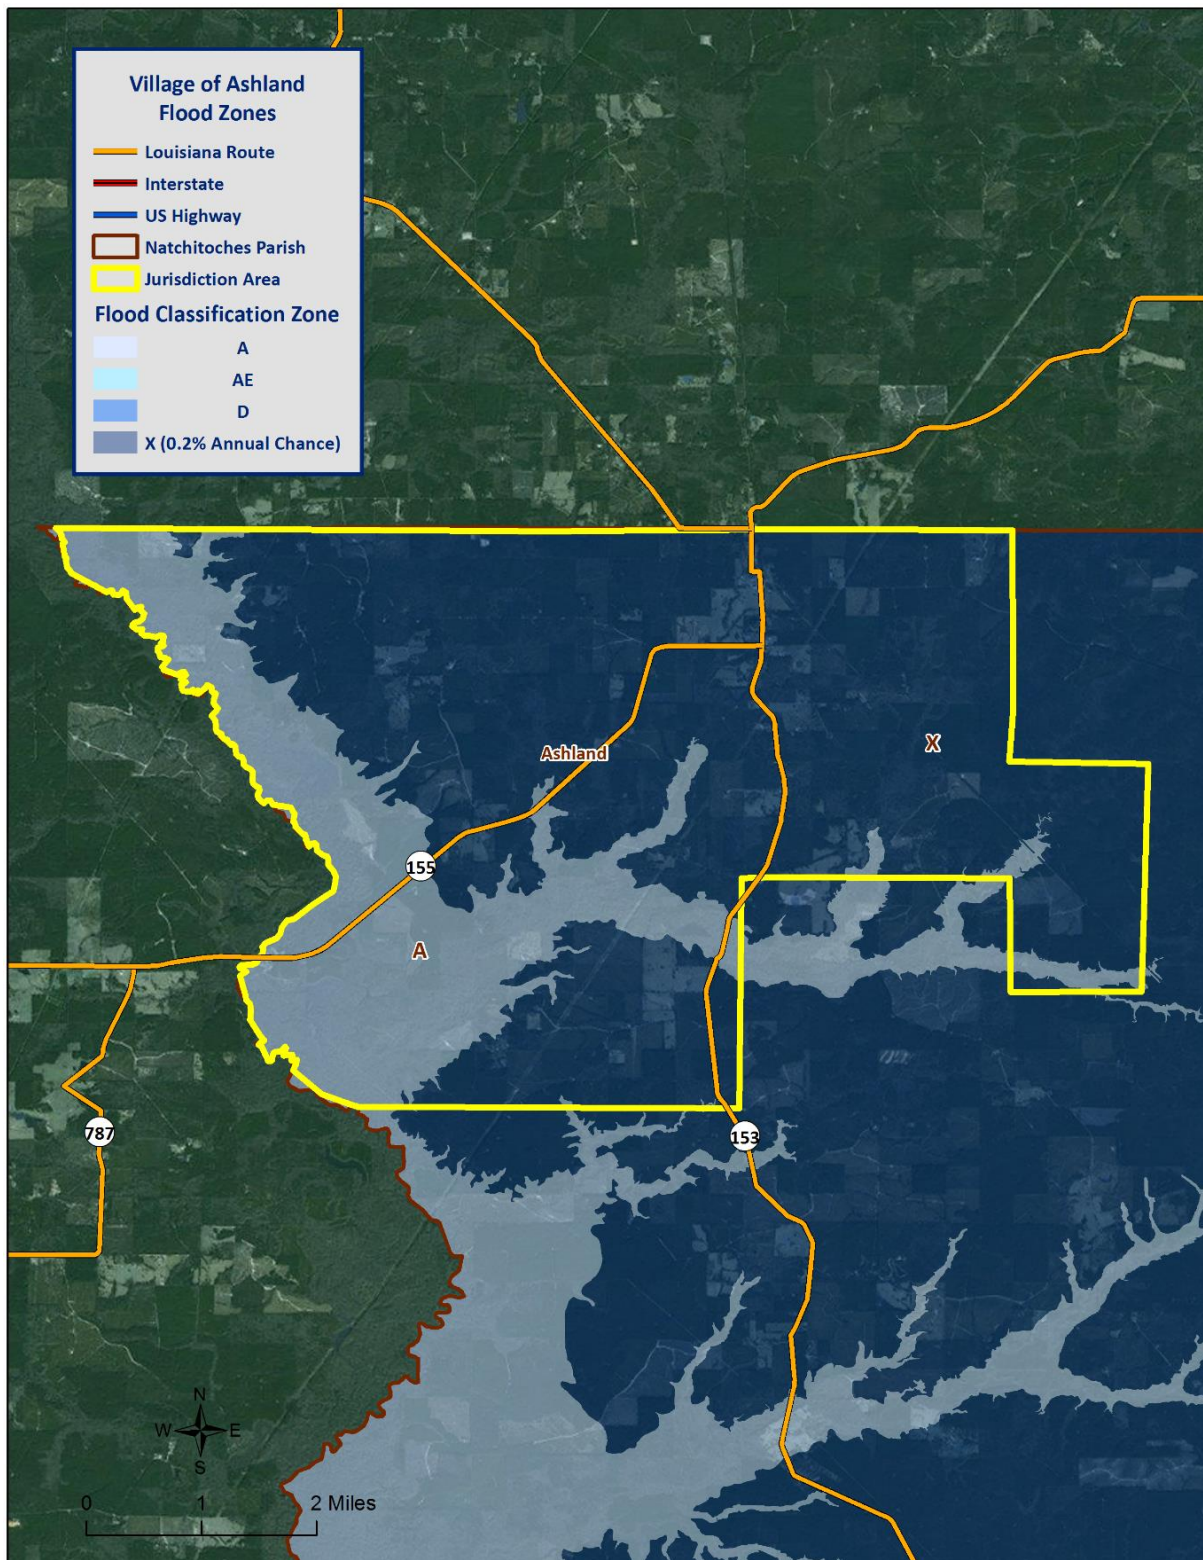 Village of Ashland
Flood Zones
Louisiana Route
Interstate
US Highway
Natchitoches Parish
Jurisdiction Area
Flood Classification Zone
A
AE
D
X (0.2% Annual Chance)
X
Ashland
155
A
787
153
N
W E
S
0 1 2 Miles